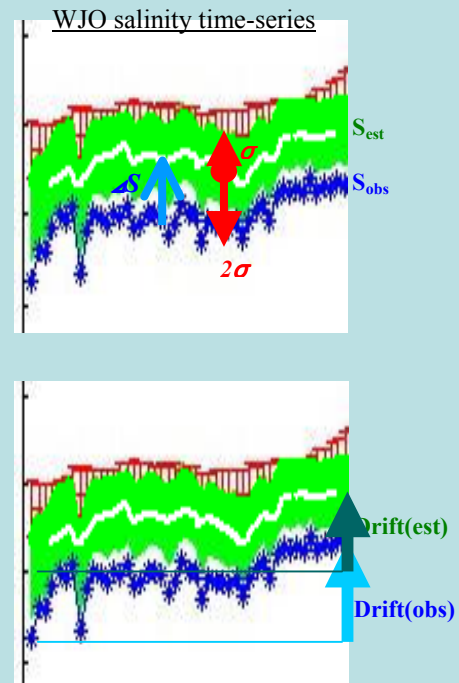 WJO salinity time-series
S_est
σ
ΔS
S_obs
2σ
Drift(est)
Drift(obs)